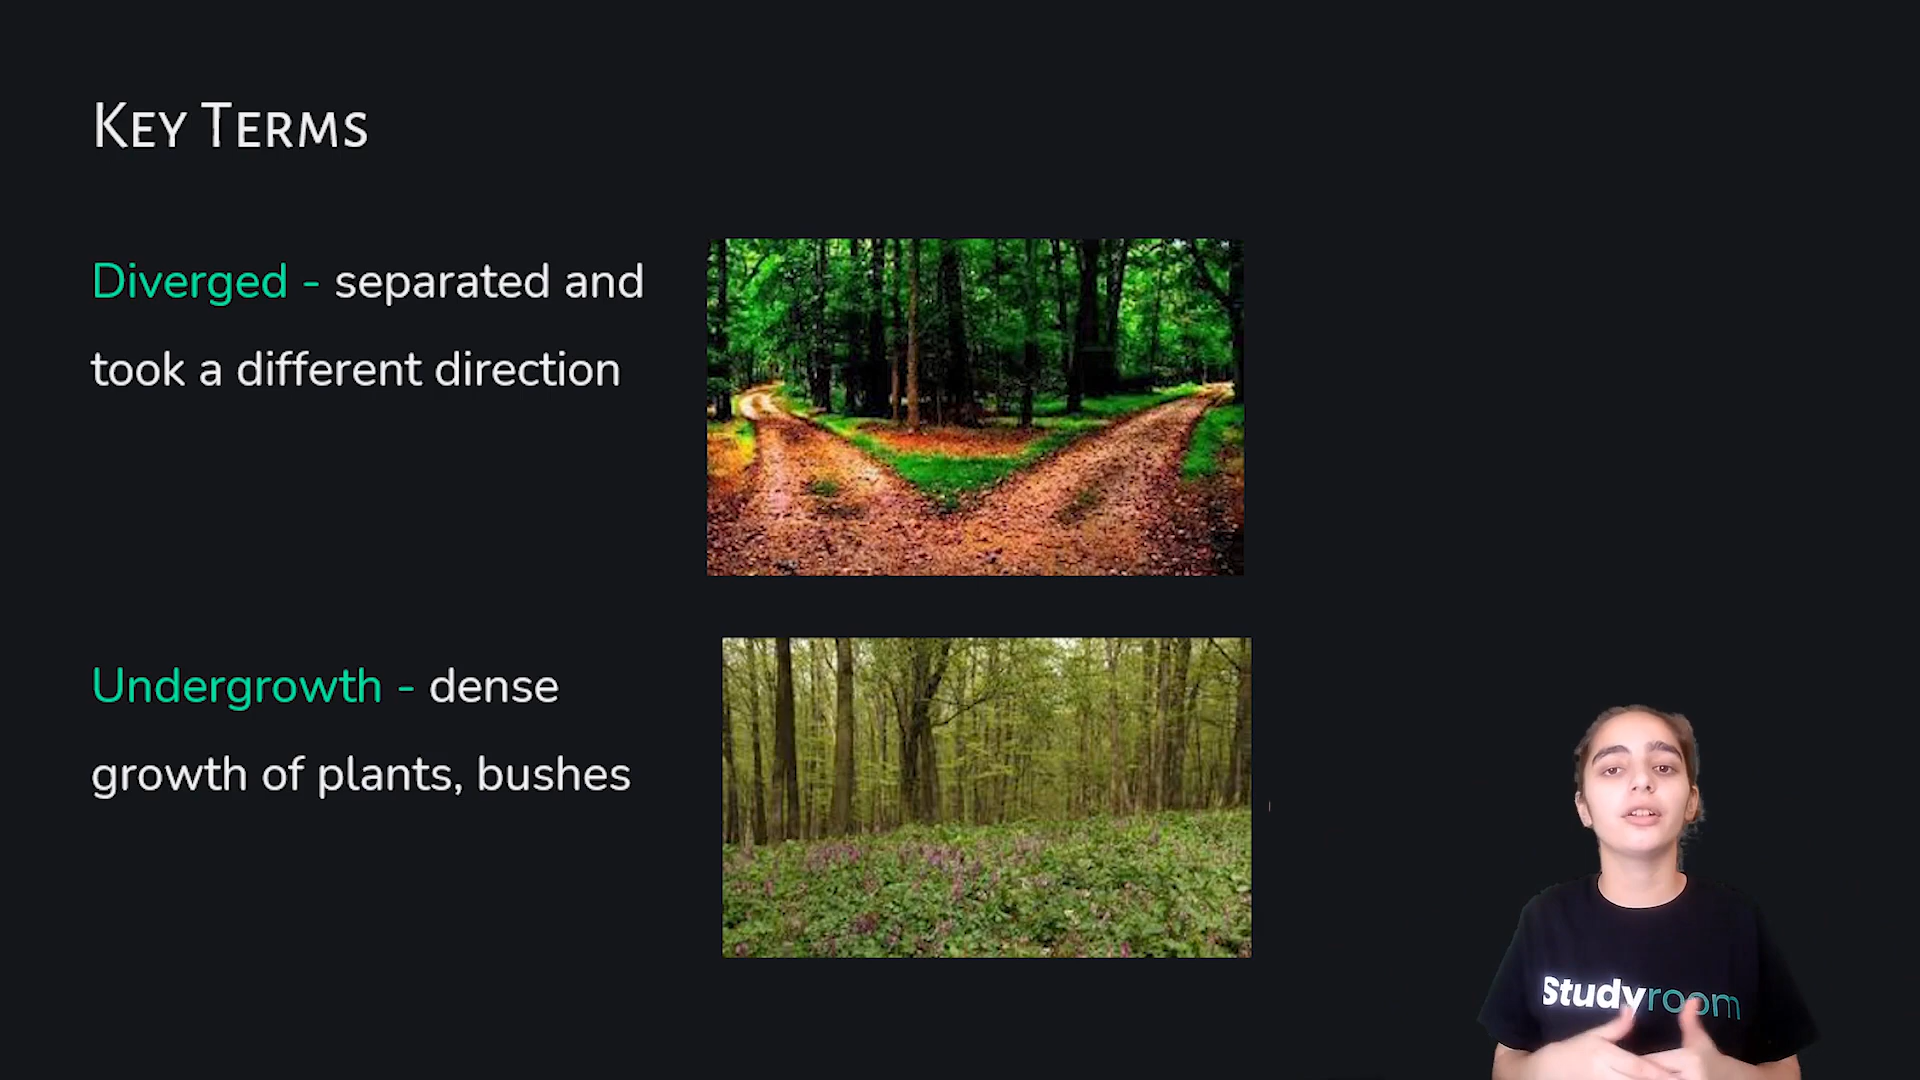 Key Terms
Diverged - separated and
took a different direction
Undergrowth - dense
growth of plants, bushes
Studyroom